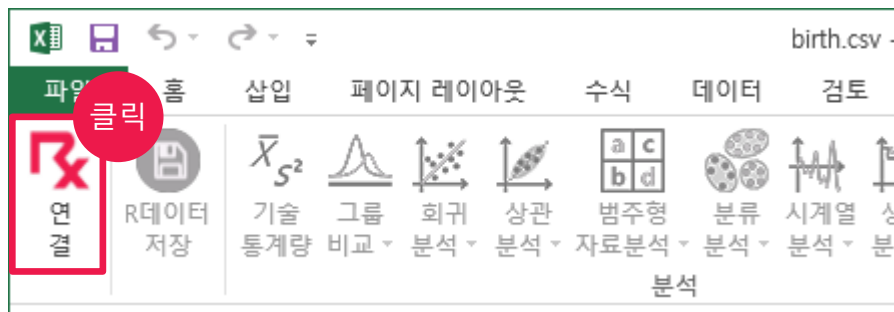 birth.csv -
파일 홈 삽입 페이지 레이아웃 수식 데이터 검토
클릭
연결
R데이터 저장
기술 통계량
그룹 비교
회귀 분석
상관 분석
a c b d
범주형 자료분석
분류 분석
시계열 분석
분석